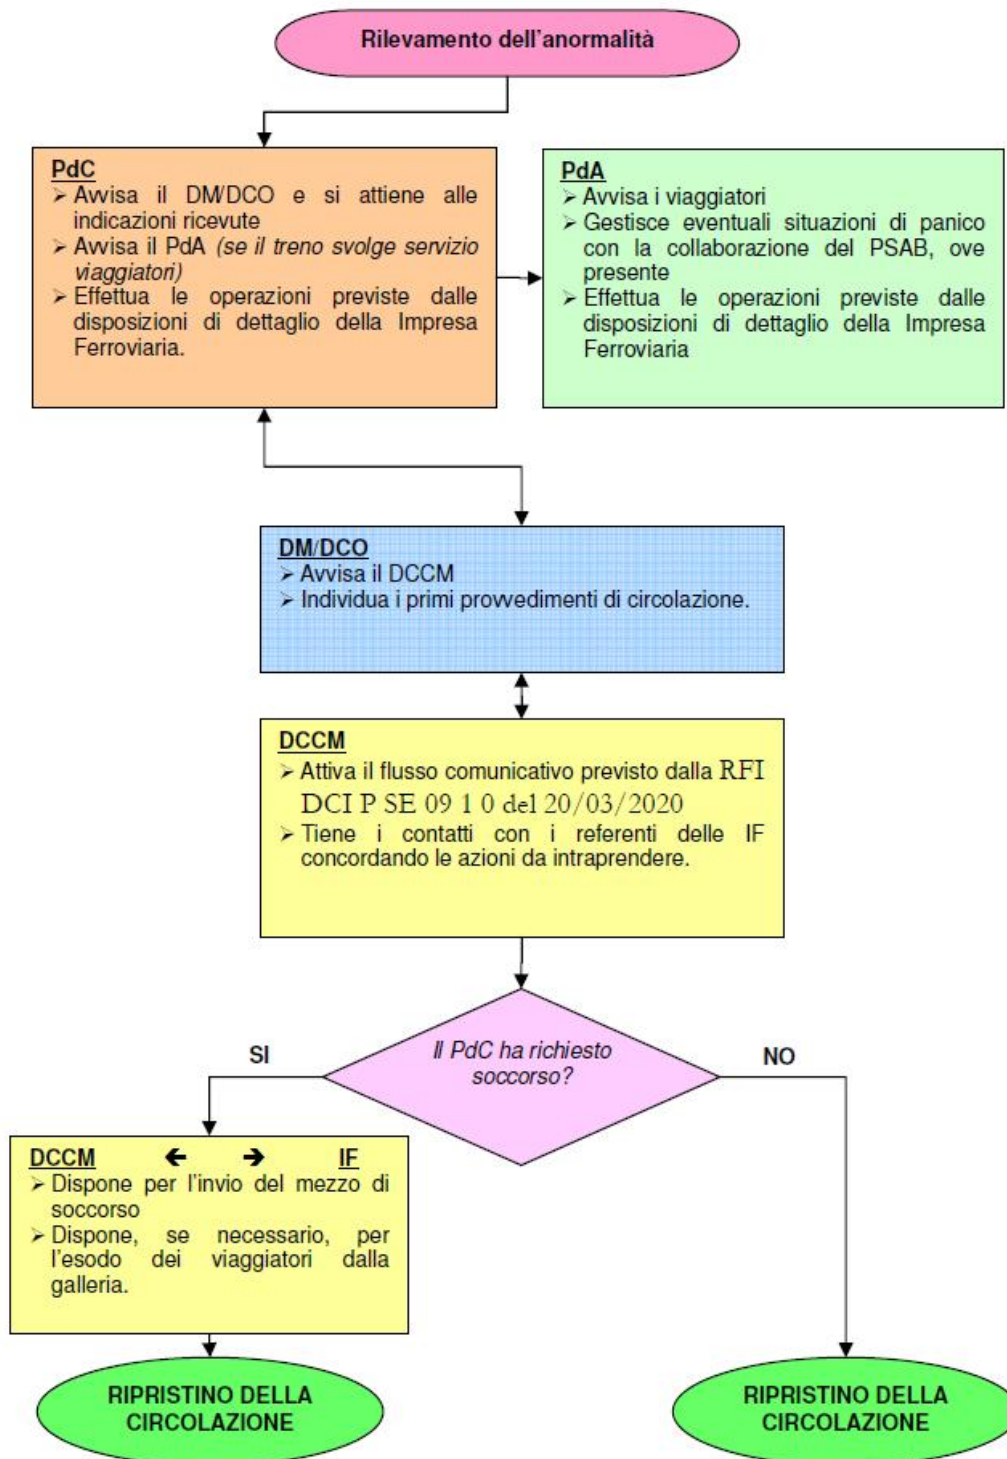 Rilevamento dell'anormalità
PdC
➢ Avvisa il DM/DCO e si attiene alle
indicazioni ricevute
➢ Avvisa il PdA (se il treno svolge servizio
viaggiatori)
➢ Effettua le operazioni previste dalle
disposizioni di dettaglio della Impresa
Ferroviaria.
PdA
➢ Avvisa i viaggiatori
➢ Gestisce eventuali situazioni di panico
con la collaborazione del PSAB, ove
presente
➢ Effettua le operazioni previste dalle
disposizioni di dettaglio della Impresa
Ferroviaria
DM/DCO
➢ Avvisa il DCCM
➢ Individua i primi provvedimenti di circolazione.
DCCM
➢ Attiva il flusso comunicativo previsto dalla RFI
DCI P SE 09 1 0 del 20/03/2020
➢ Tiene i contatti con i referenti delle IF
concordando le azioni da intraprendere.
Il PdC ha richiesto
soccorso?
SI
NO
DCCM ← → IF
➢ Dispone per l'invio del mezzo di
soccorso
➢ Dispone, se necessario, per
l'esodo dei viaggiatori dalla
galleria.
RIPRISTINO DELLA
CIRCOLAZIONE
RIPRISTINO DELLA
CIRCOLAZIONE